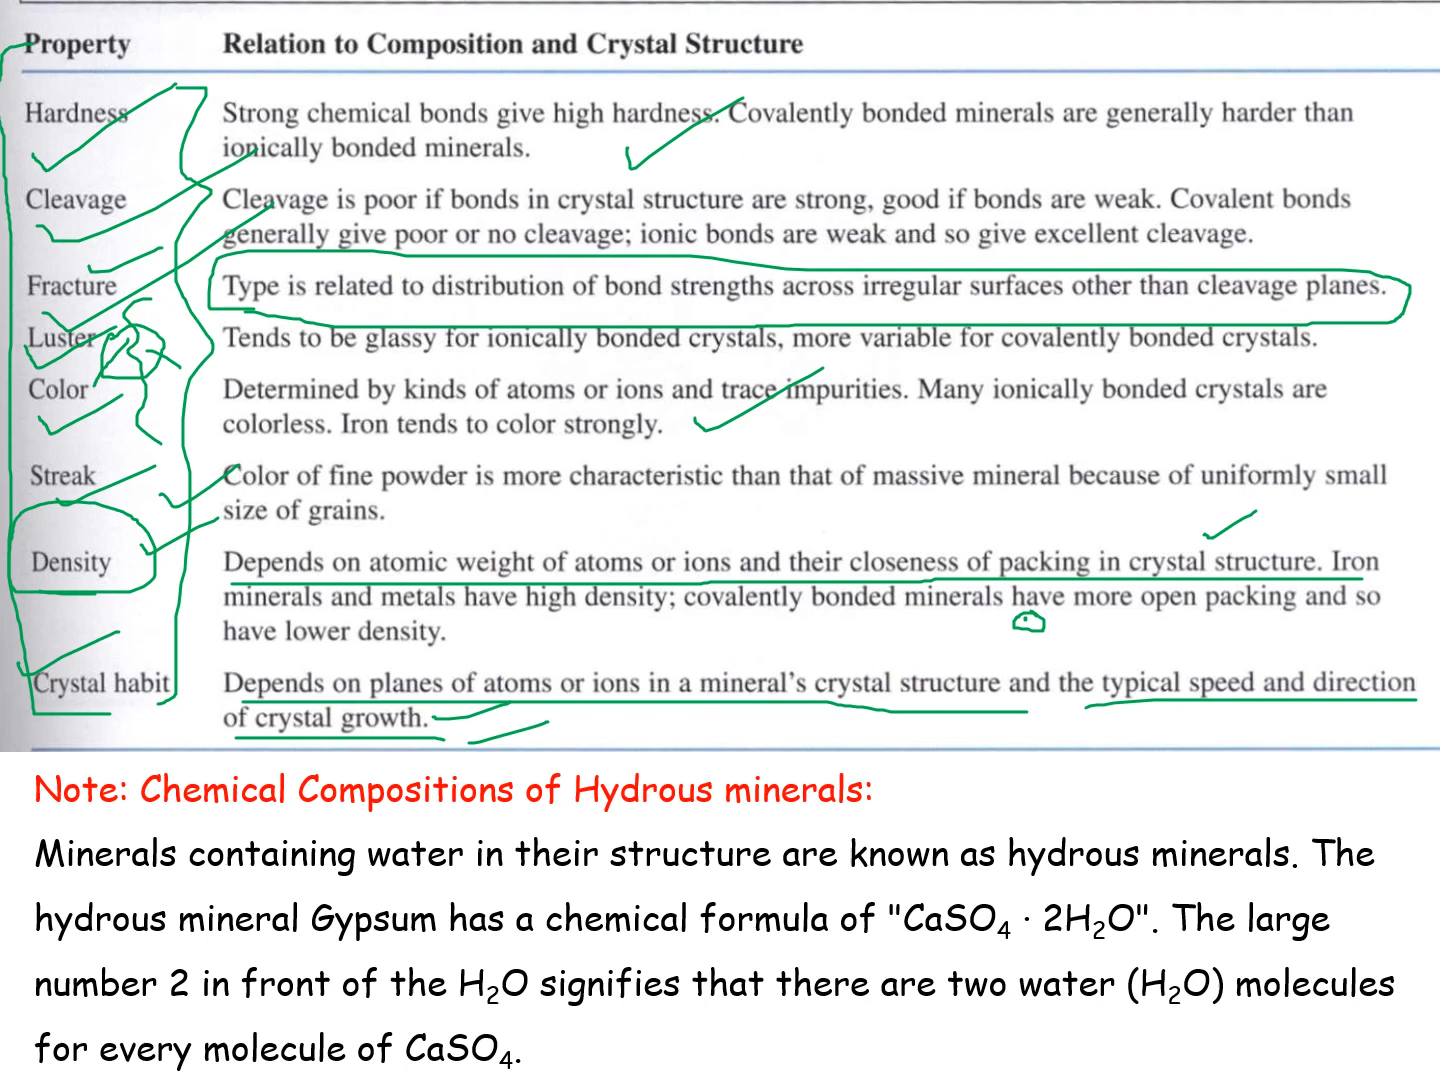 Property Relation to Composition and Crystal Structure
Hardness Strong chemical bonds give high hardness. Covalently bonded minerals are generally harder than
ionically bonded minerals.
Cleavage Cleavage is poor if bonds in crystal structure are strong, good if bonds are weak. Covalent bonds
generally give poor or no cleavage; ionic bonds are weak and so give excellent cleavage.
Fracture Type is related to distribution of bond strengths across irregular surfaces other than cleavage planes.
Luster Tends to be glassy for ionically bonded crystals, more variable for covalently bonded crystals.
Color Determined by kinds of atoms or ions and trace impurities. Many ionically bonded crystals are
colorless. Iron tends to color strongly.
Streak Color of fine powder is more characteristic than that of massive mineral because of uniformly small
size of grains.
Density Depends on atomic weight of atoms or ions and their closeness of packing in crystal structure. Iron
minerals and metals have high density; covalently bonded minerals have more open packing and so
have lower density.
Crystal habit Depends on planes of atoms or ions in a mineral's crystal structure and the typical speed and direction
of crystal growth.
Note: Chemical Compositions of Hydrous minerals:
Minerals containing water in their structure are known as hydrous minerals. The
hydrous mineral Gypsum has a chemical formula of "CaSO₄ · 2H₂O". The large
number 2 in front of the H₂O signifies that there are two water (H₂O) molecules
for every molecule of CaSO₄.